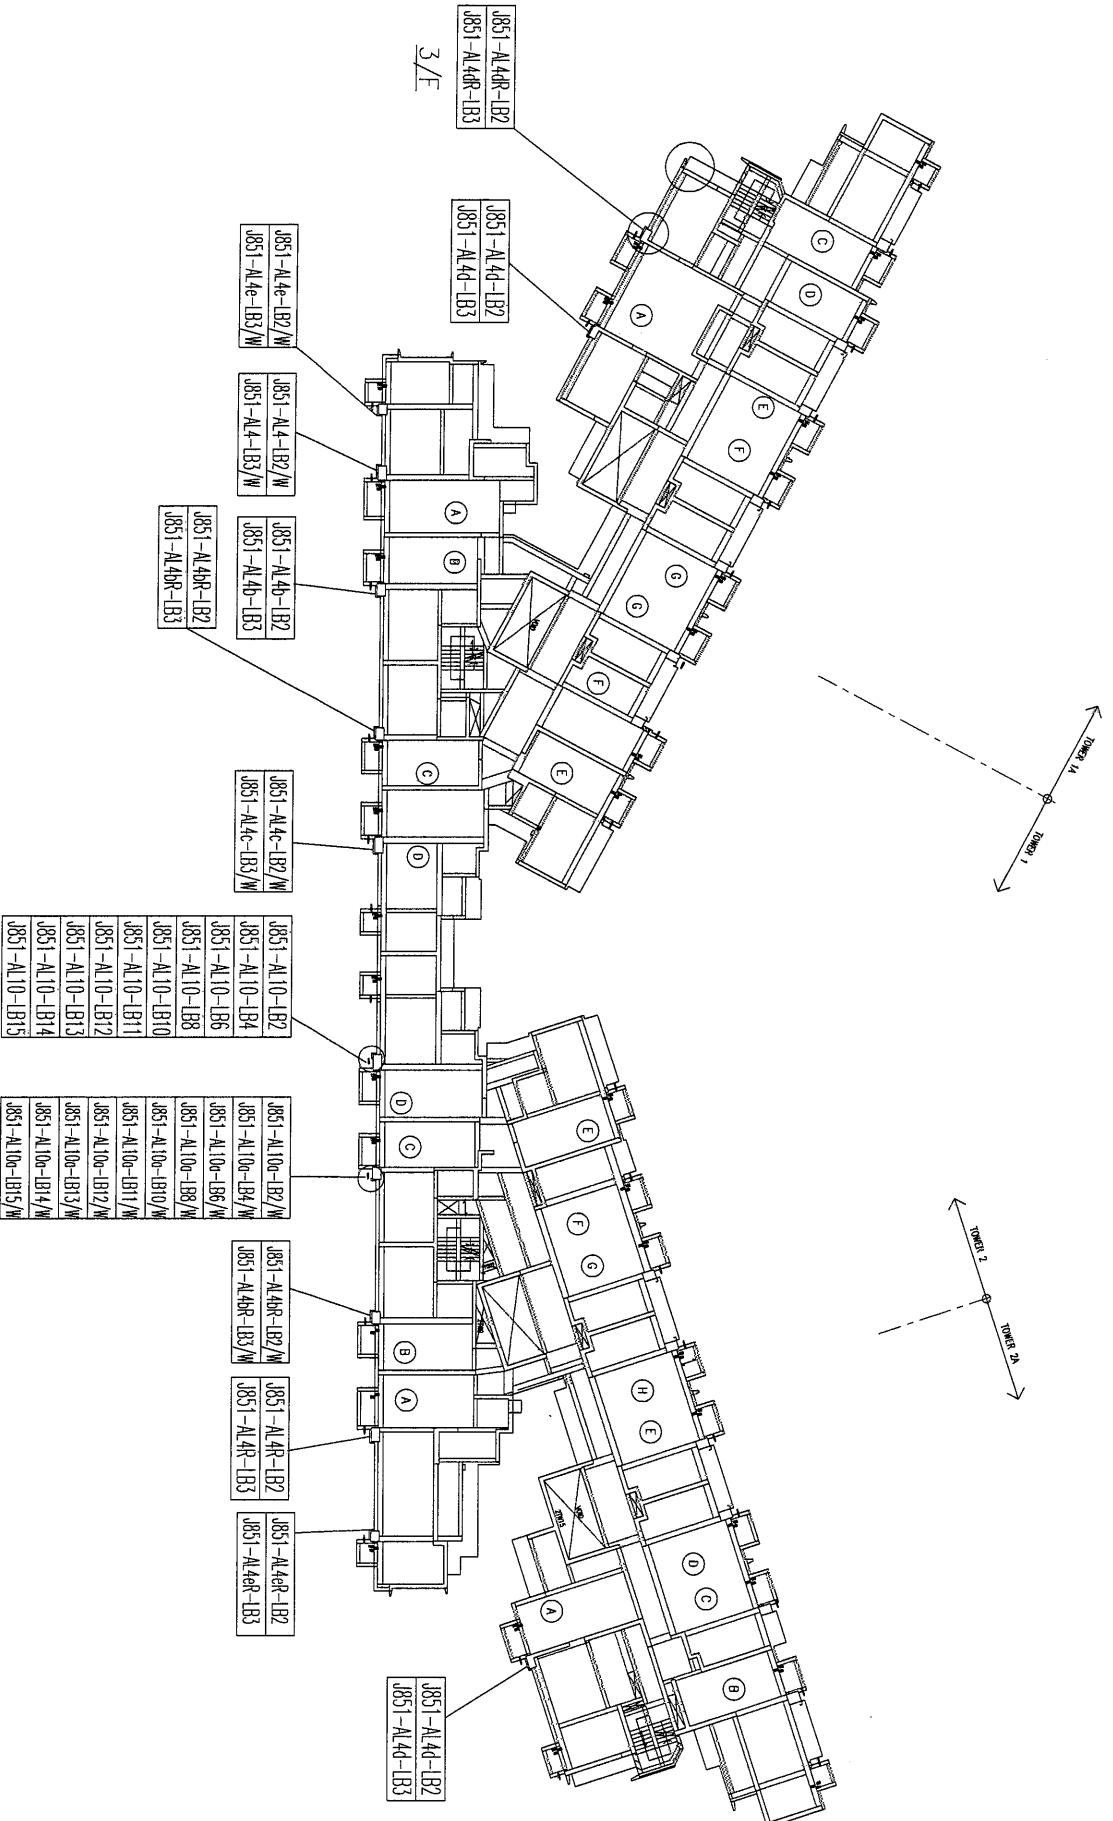 J851-AL4dR-LB2
J851-AL4dR-LB3
3/F
J851-AL4d-LB2
J851-AL4d-LB3
J851-AL4e-LB2/W
J851-AL4e-LB3/W
J851-AL4-LB2/W
J851-AL4-LB3/W
J851-AL4b-LB2
J851-AL4b-LB3
J851-AL4bR-LB2
J851-AL4bR-LB3
J851-AL4c-LB2/W
J851-AL4c-LB3/W
J851-AL10-LB2
J851-AL10-LB4
J851-AL10-LB6
J851-AL10-LB8
J851-AL10-LB10
J851-AL10-LB11
J851-AL10-LB12
J851-AL10-LB13
J851-AL10-LB14
J851-AL10-LB15
J851-AL10a-LB2/W
J851-AL10a-LB4/W
J851-AL10a-LB6/W
J851-AL10a-LB8/W
J851-AL10a-LB10/W
J851-AL10a-LB11/W
J851-AL10a-LB12/W
J851-AL10a-LB13/W
J851-AL10a-LB14/W
J851-AL10a-LB15/W
J851-AL4bR-LB2/W
J851-AL4bR-LB3/W
J851-AL4R-LB2
J851-AL4R-LB3
J851-AL4eR-LB2
J851-AL4eR-LB3
J851-AL4d-LB2
J851-AL4d-LB3
TOWER 1A
TOWER 1
TOWER 2
TOWER 2A
C
D
A
E
F
G
G
F
E
A
B
C
D
D
C
B
A
E
F
G
H
E
D
C
B
A
VOID
VOID